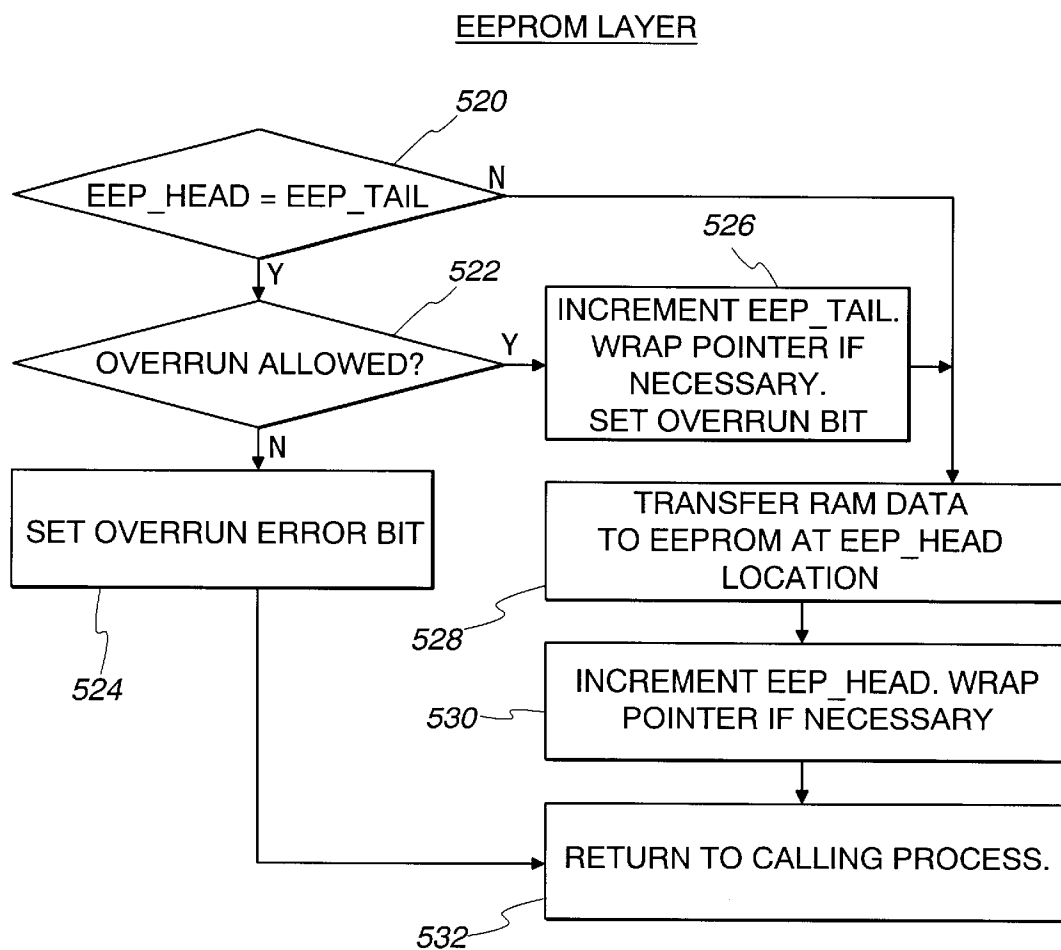 EEPROM LAYER
520
EEP_HEAD = EEP_TAIL
N
Y
522
526
OVERRUN ALLOWED?
Y
INCREMENT EEP_TAIL.
WRAP POINTER IF
NECESSARY.
SET OVERRUN BIT
N
SET OVERRUN ERROR BIT
524
TRANSFER RAM DATA
TO EEPROM AT EEP_HEAD
LOCATION
528
INCREMENT EEP_HEAD. WRAP
POINTER IF NECESSARY
530
RETURN TO CALLING PROCESS.
532